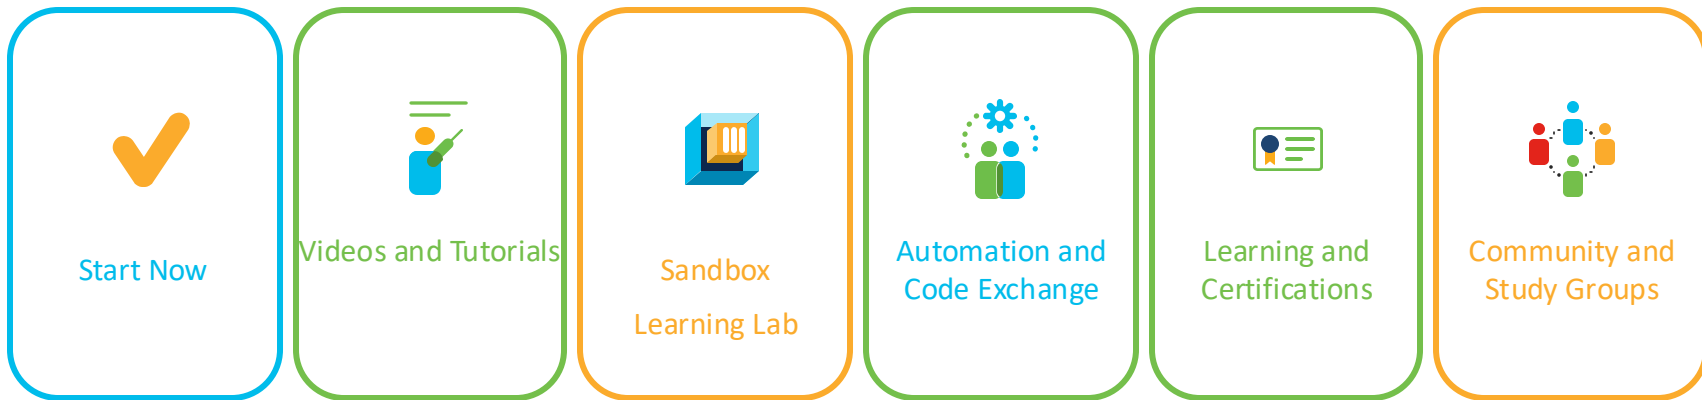 Start Now
Videos and Tutorials
Sandbox
Learning Lab
Automation and
Code Exchange
Learning and
Certifications
Community and
Study Groups